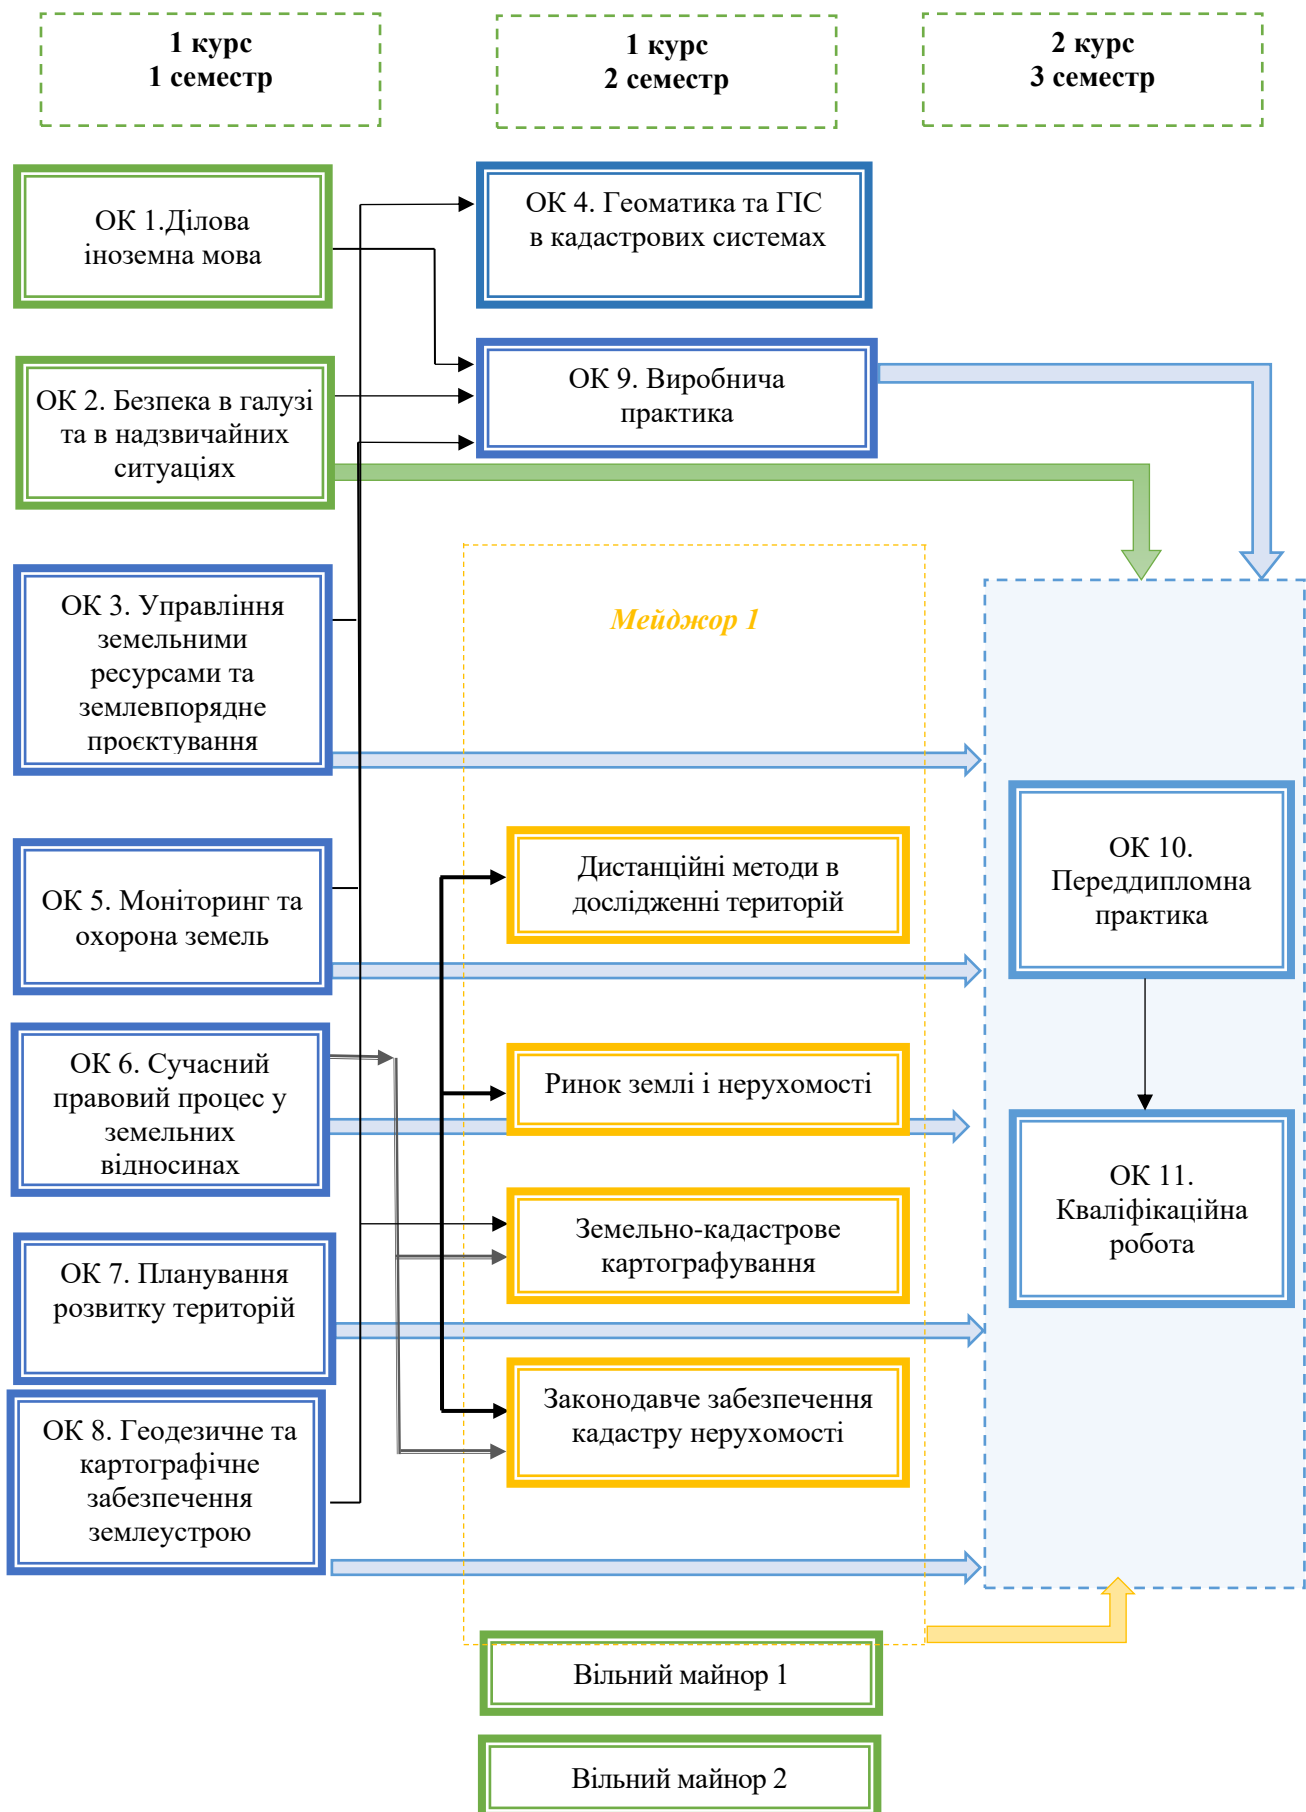 1 курс
1 семестр
1 курс
2 семестр
2 курс
3 семестр
ОК 1.Ділова
іноземна мова
ОК 2. Безпека в галузі
та в надзвичайних
ситуаціях
ОК 3. Управління
земельними
ресурсами та
землевпорядне
проєктування
ОК 5. Моніторинг та
охорона земель
ОК 6. Сучасний
правовий процес у
земельних
відносинах
ОК 7. Планування
розвитку територій
ОК 8. Геодезичне та
картографічне
забезпечення
землеустрою
ОК 4. Геоматика та ГІС
в кадастрових системах
ОК 9. Виробнича
практика
Мейджор 1
Дистанційні методи в
дослідженні територій
Ринок землі і нерухомості
Земельно-кадастрове
картографування
Законодавче забезпечення
кадастру нерухомості
Вільний майнор 1
Вільний майнор 2
ОК 10.
Переддипломна
практика
ОК 11.
Кваліфікаційна
робота